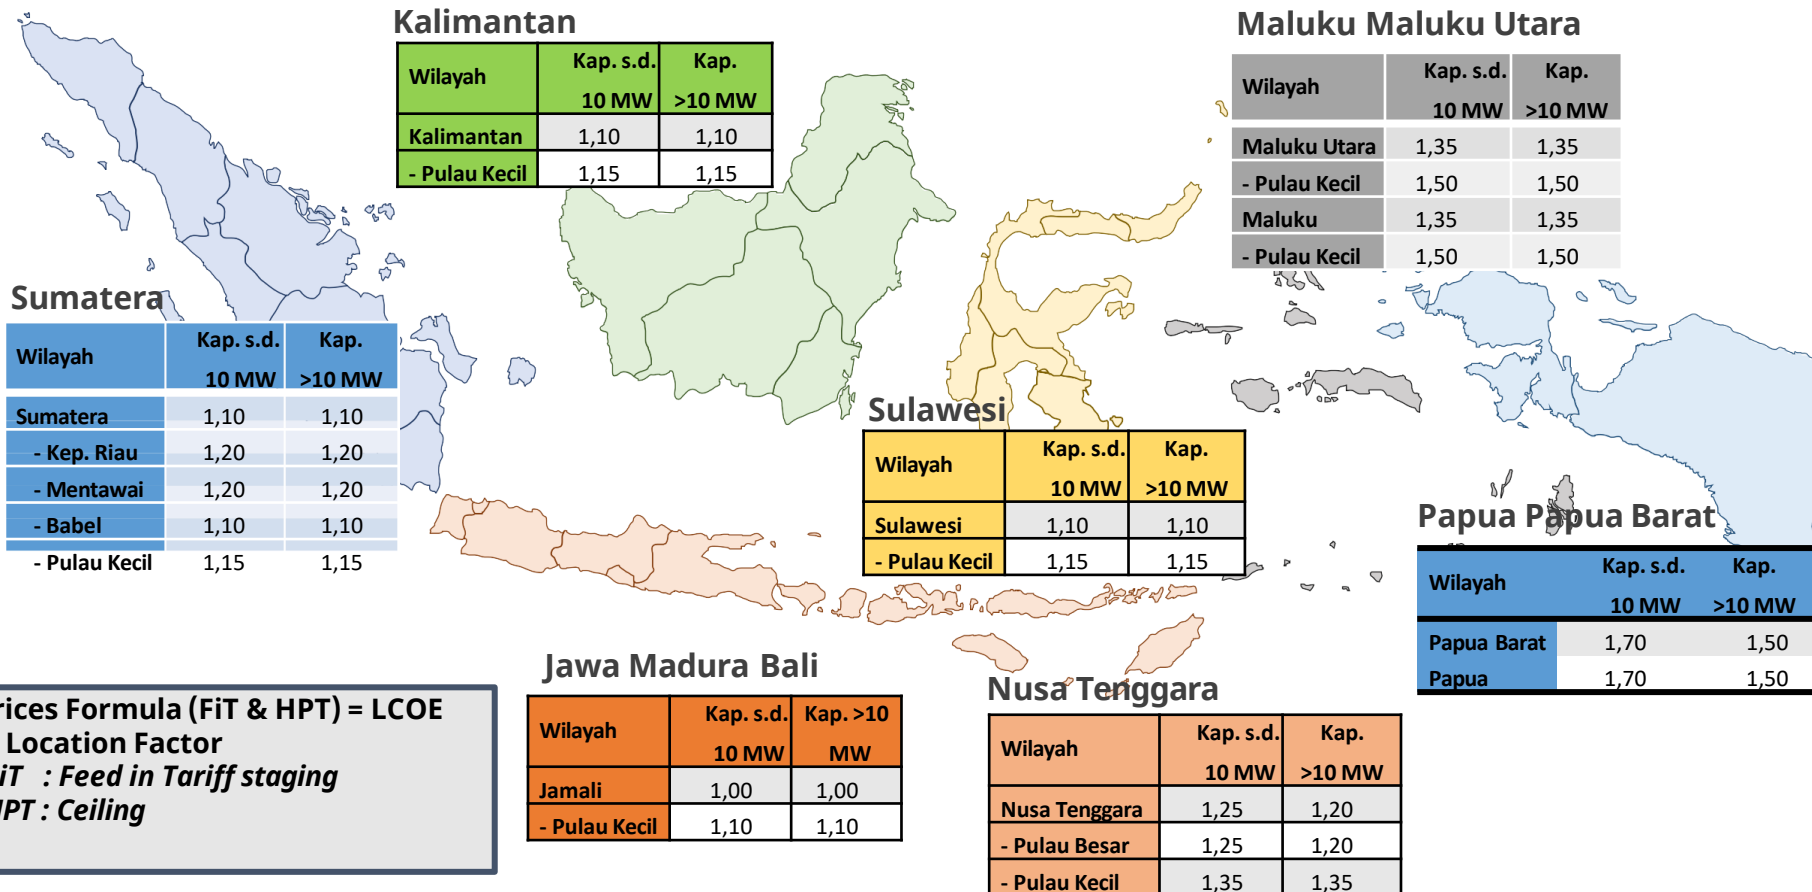 Kalimantan
Wilayah Kap. s.d. 10 MW Kap. >10 MW
Kalimantan 1,10 1,10
- Pulau Kecil 1,15 1,15
Maluku Maluku Utara
Wilayah Kap. s.d. 10 MW Kap. >10 MW
Maluku Utara 1,35 1,35
- Pulau Kecil 1,50 1,50
Maluku 1,35 1,35
- Pulau Kecil 1,50 1,50
Sumatera
Wilayah Kap. s.d. 10 MW Kap. >10 MW
Sumatera 1,10 1,10
- Kep. Riau 1,20 1,20
- Mentawai 1,20 1,20
- Babel 1,10 1,10
- Pulau Kecil 1,15 1,15
Sulawesi
Wilayah Kap. s.d. 10 MW Kap. >10 MW
Sulawesi 1,10 1,10
- Pulau Kecil 1,15 1,15
Papua Papua Barat
Wilayah Kap. s.d. 10 MW Kap. >10 MW
Papua Barat 1,70 1,50
Papua 1,70 1,50
Jawa Madura Bali
Wilayah Kap. s.d. 10 MW Kap. >10 MW
Jamali 1,00 1,00
- Pulau Kecil 1,10 1,10
Nusa Tenggara
Wilayah Kap. s.d. 10 MW Kap. >10 MW
Nusa Tenggara 1,25 1,20
- Pulau Besar 1,25 1,20
- Pulau Kecil 1,35 1,35
rices Formula (FiT & HPT) = LCOE
Location Factor
iT : Feed in Tariff staging
HPT : Ceiling